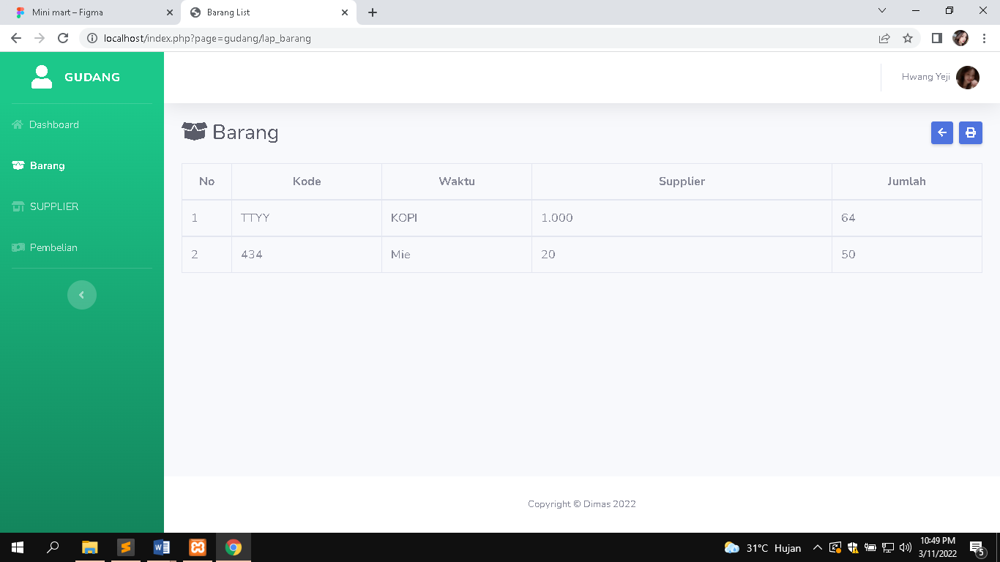 Mini mart – Figma
Barang List
localhost/index.php?page=gudang/lap_barang
GUDANG
Hwang Yeji
Dashboard
Barang
SUPPLIER
Pembelian
Barang
No Kode Waktu Supplier Jumlah
1 TTYY KOPI 1.000 64
2 434 Mie 20 50
Copyright © Dimas 2022
31°C Hujan
10:49 PM
3/11/2022
5